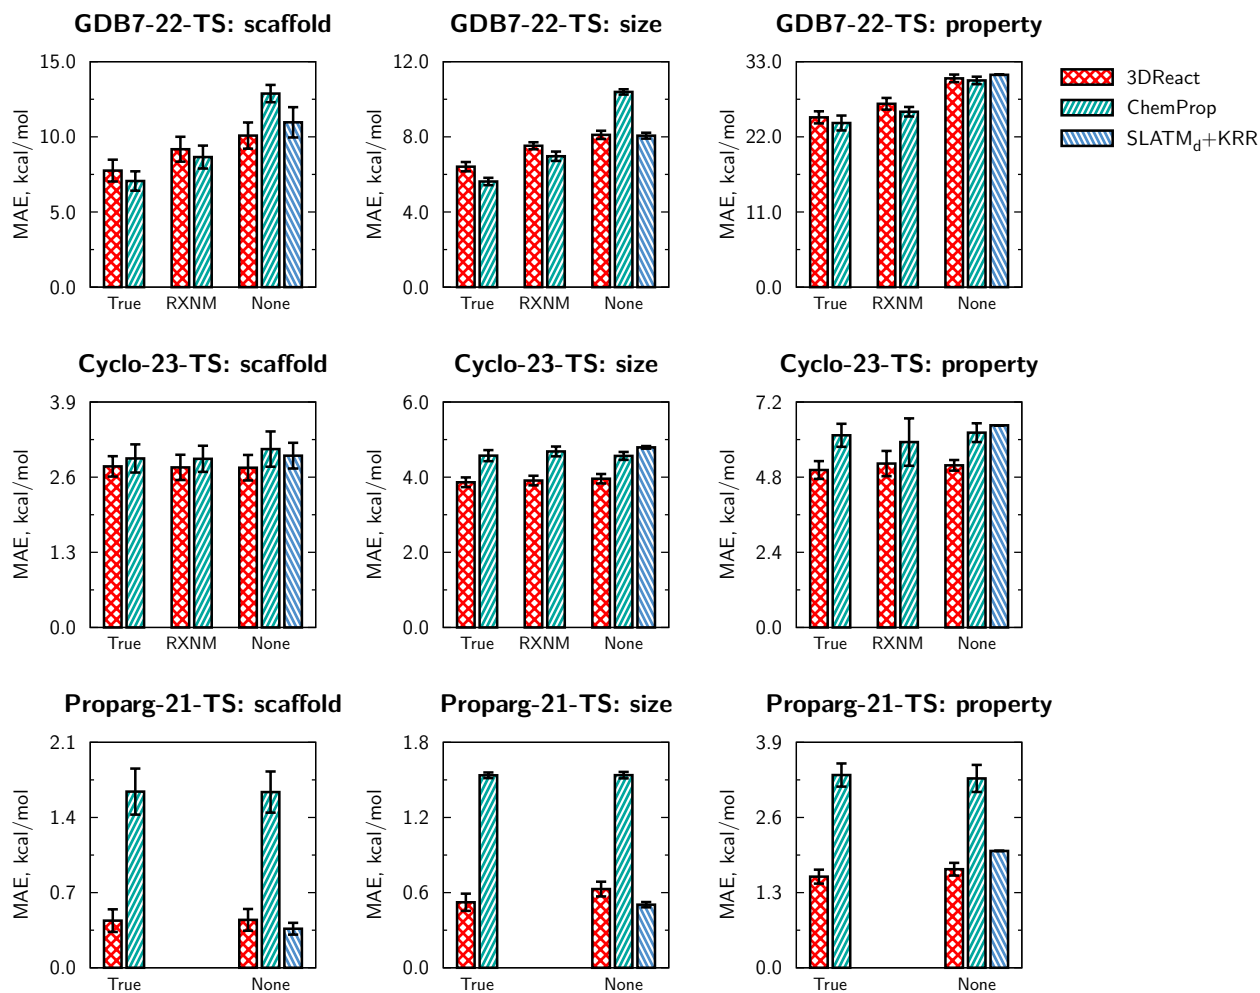 GDB7-22-TS: scaffold
GDB7-22-TS: size
GDB7-22-TS: property
MAE, kcal/mol
15.0
10.0
5.0
0.0
True RXNM None
MAE, kcal/mol
12.0
8.0
4.0
0.0
True RXNM None
MAE, kcal/mol
33.0
22.0
11.0
0.0
True RXNM None
3DReact
ChemProp
SLATMd+KRR
Cyclo-23-TS: scaffold
Cyclo-23-TS: size
Cyclo-23-TS: property
MAE, kcal/mol
3.9
2.6
1.3
0.0
True RXNM None
MAE, kcal/mol
6.0
4.0
2.0
0.0
True RXNM None
MAE, kcal/mol
7.2
4.8
2.4
0.0
True RXNM None
Proparg-21-TS: scaffold
Proparg-21-TS: size
Proparg-21-TS: property
MAE, kcal/mol
2.1
1.4
0.7
0.0
True None
MAE, kcal/mol
1.8
1.2
0.6
0.0
True None
MAE, kcal/mol
3.9
2.6
1.3
0.0
True None